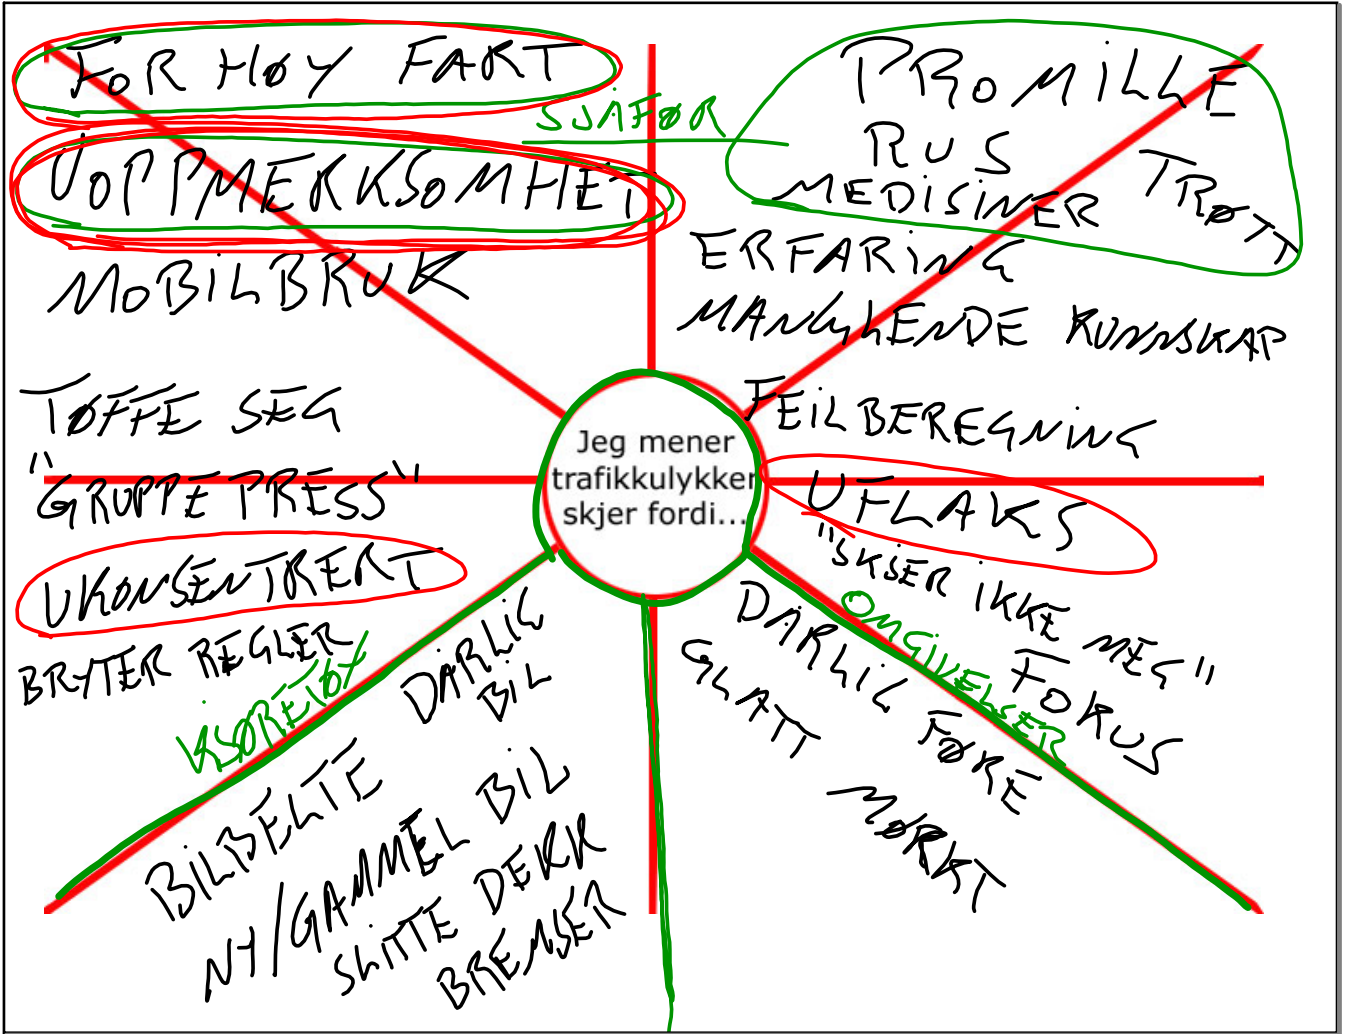 FOR HØY FART
UOPPMERKSOMHET
MOBILBRUK
TØFFE SEG
"GRUPPEPRESS"
UKONSENTRERT
BRYTER REGLER
SJÅFØR
PROMILLE
RUS
TRØTT
MEDISINER
ERFARING
MANGLENDE KUNNSKAP
FEILBEREGNING
UFLAKS
"SKJER IKKE MEG"
FOKUS
Jeg mener
trafikkulykker
skjer fordi...
KJØRETØY
DÅRLIG
BIL
BILBELTE
NY/GAMMEL BIL
SLITTE DEKK
BREMSER
OMGIVELSER
DÅRLIG FØRE
GLATT
MØRKT